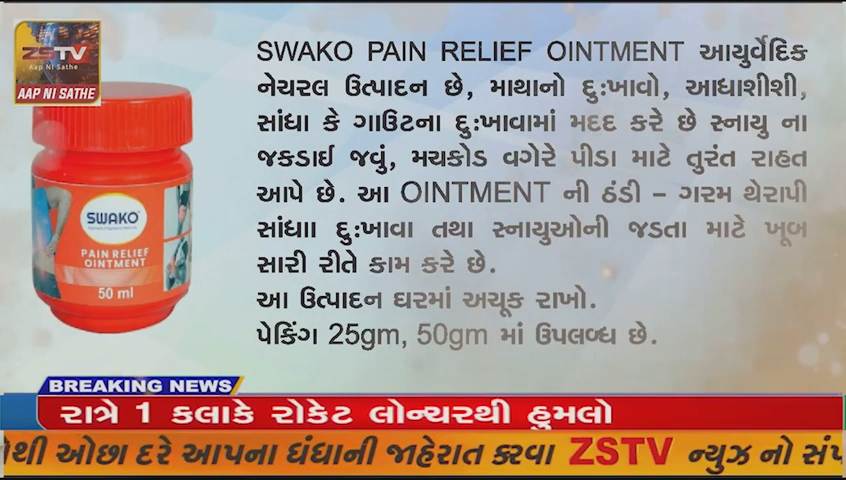 ZSTV
Aap Ni Sathe
AAP NI SATHE
SWAKO PAIN RELIEF OINTMENT આયુર્વેદિક
નેચરલ ઉત્પાદન છે, માથાનો દુઃખાવો, આધાશીશી,
સાંધા કે ગાઉટના દુઃખાવામાં મદદ કરે છે સ્નાયુ ના
જકડાઈ જવું, મચકોડ વગેરે પીડા માટે તુરંત રાહત
આપે છે. આ OINTMENT ની ઠંડી – ગરમ થેરાપી
સાંધાા દુઃખાવા તથા સ્નાયુઓની જડતા માટે ખૂબ
સારી રીતે કામ કરે છે.
આ ઉત્પાદન ઘરમાં અચૂક રાખો.
પેકિંગ 25gm, 50gm માં ઉપલબ્ધ છે.
SWAKO
PAIN RELIEF
OINTMENT
50 ml
BREAKING NEWS
રાત્રે 1 કલાકે રોકેટ લોન્ચરથી હુમલો
ઓછા દરે આપના ધંધાની જાહેરાત કરવા ZSTV ન્યુઝ નો